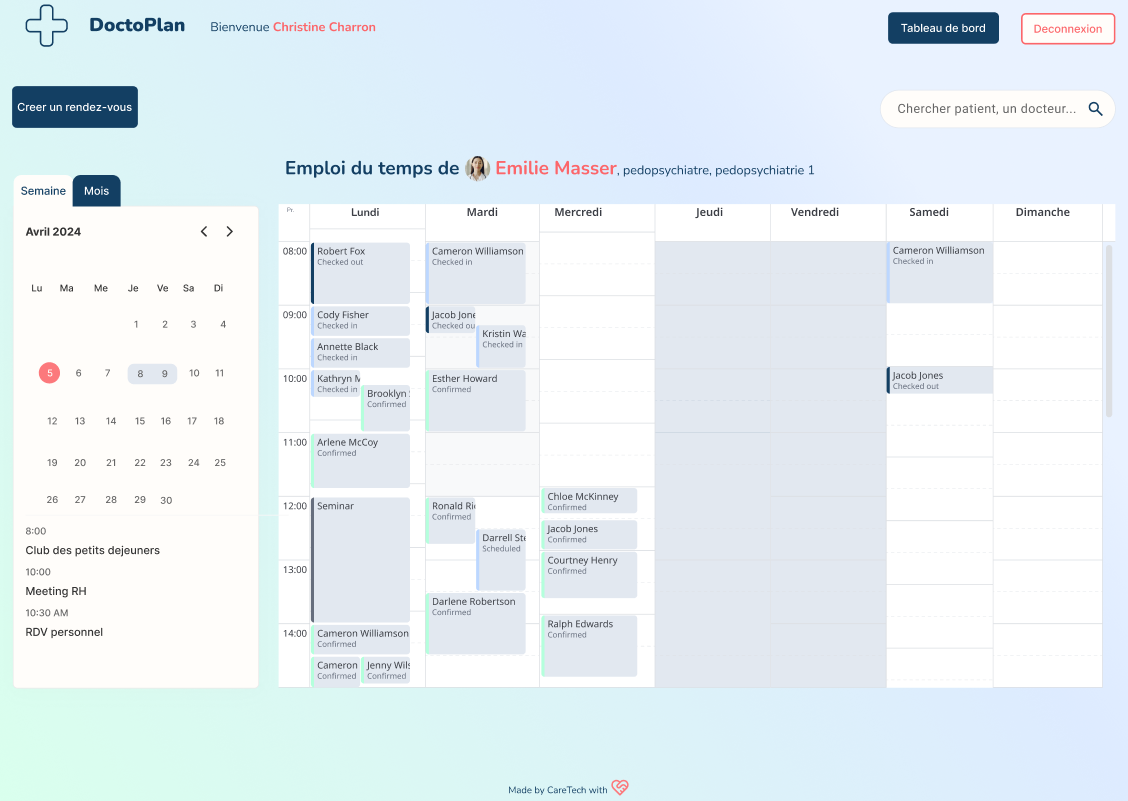 DoctoPlan
Bienvenue Christine Charron
Tableau de bord
Deconnexion
Creer un rendez-vous
Chercher patient, un docteur...
Emploi du temps de Emilie Masser, pedopsychiatre, pedopsychiatrie 1
Semaine
Mois
Avril 2024
Lu Ma Me Je Ve Sa Di
1 2 3 4
5 6 7 8 9 10 11
12 13 14 15 16 17 18
19 20 21 22 23 24 25
26 27 28 29 30
8:00
Club des petits dejeuners
10:00
Meeting RH
10:30 AM
RDV personnel
Pr.
Lundi
Mardi
Mercredi
Jeudi
Vendredi
Samedi
Dimanche
08:00
09:00
10:00
11:00
12:00
13:00
14:00
Robert Fox
Checked out
Cody Fisher
Checked in
Annette Black
Checked in
Kathryn M
Checked in
Brooklyn S
Confirmed
Arlene McCoy
Confirmed
Seminar
Cameron Williamson
Confirmed
Cameron
Confirmed
Jenny Wils
Confirmed
Cameron Williamson
Checked in
Jacob Jone
Checked ou
Kristin Wa
Checked in
Esther Howard
Confirmed
Ronald Ri
Confirmed
Darrell Ste
Scheduled
Darlene Robertson
Confirmed
Chloe McKinney
Confirmed
Jacob Jones
Confirmed
Courtney Henry
Confirmed
Ralph Edwards
Confirmed
Cameron Williamson
Checked in
Jacob Jones
Checked out
Made by CareTech with